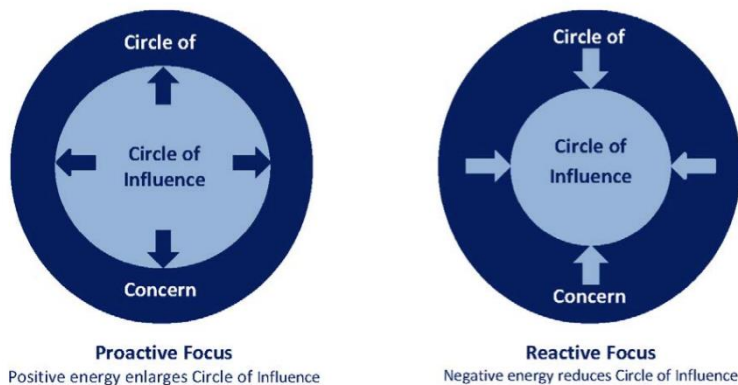 Circle of
Circle of
Influence
Concern
Proactive Focus
Positive energy enlarges Circle of Influence
Circle of
Circle of
Influence
Concern
Reactive Focus
Negative energy reduces Circle of Influence